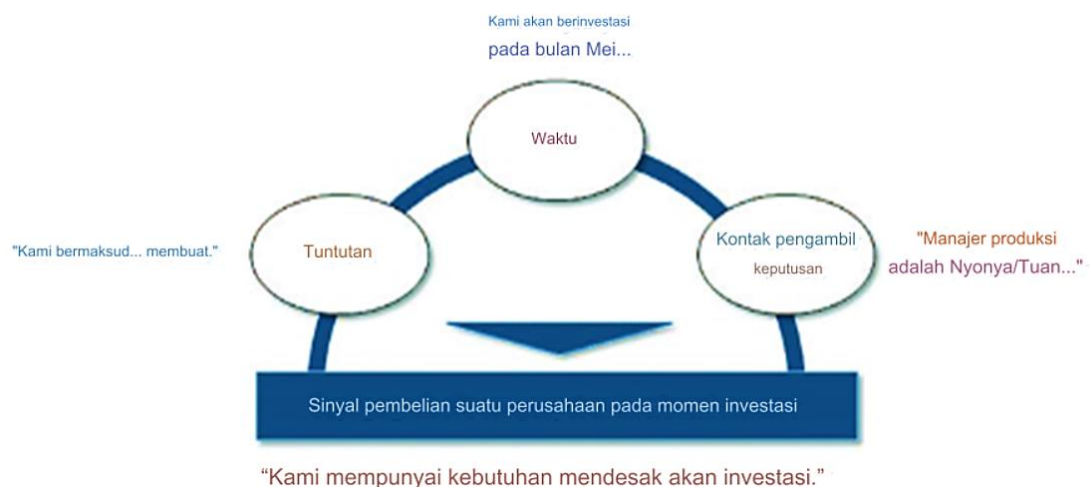 Kami akan berinvestasi
pada bulan Mei...
Waktu
"Kami bermaksud... membuat."
Tuntutan
Kontak pengambil
keputusan
"Manajer produksi
adalah Nyonya/Tuan..."
Sinyal pembelian suatu perusahaan pada momen investasi
“Kami mempunyai kebutuhan mendesak akan investasi.”